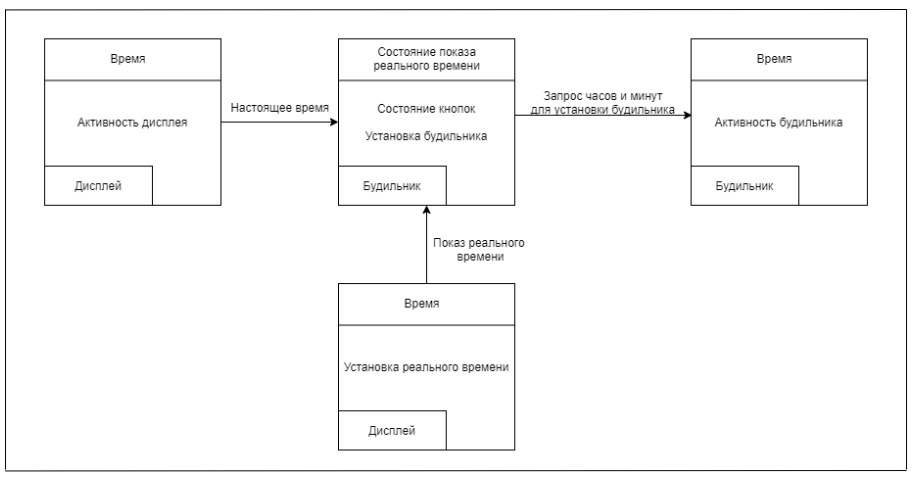 Время
Активность дисплея
Дисплей
Настоящее время
Состояние показа
реального времени
Состояние кнопок
Установка будильника
Будильник
Запрос часов и минут
для установки будильника
Время
Активность будильника
Будильник
Показ реального
времени
Время
Установка реального времени
Дисплей